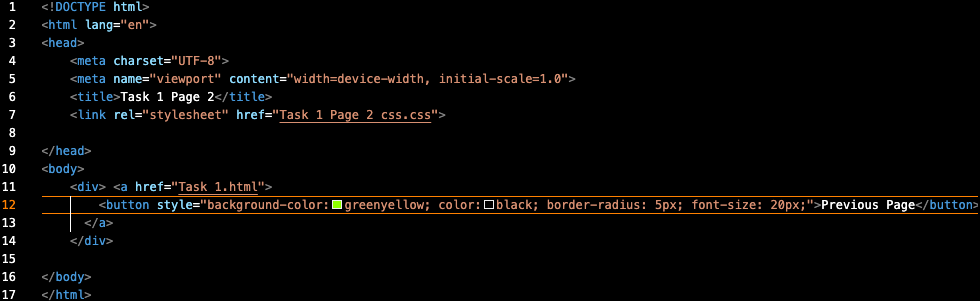 1 <!DOCTYPE html>
2 <html lang="en">
3 <head>
4 <meta charset="UTF-8">
5 <meta name="viewport" content="width=device-width, initial-scale=1.0">
6 <title>Task 1 Page 2</title>
7 <link rel="stylesheet" href="Task 1 Page 2 css.css">
8
9 </head>
10 <body>
11 <div> <a href="Task 1.html">
12 <button style="background-color:greenyellow; color:black; border-radius: 5px; font-size: 20px;">Previous Page</button>
13 </a>
14 </div>
15
16 </body>
17 </html>